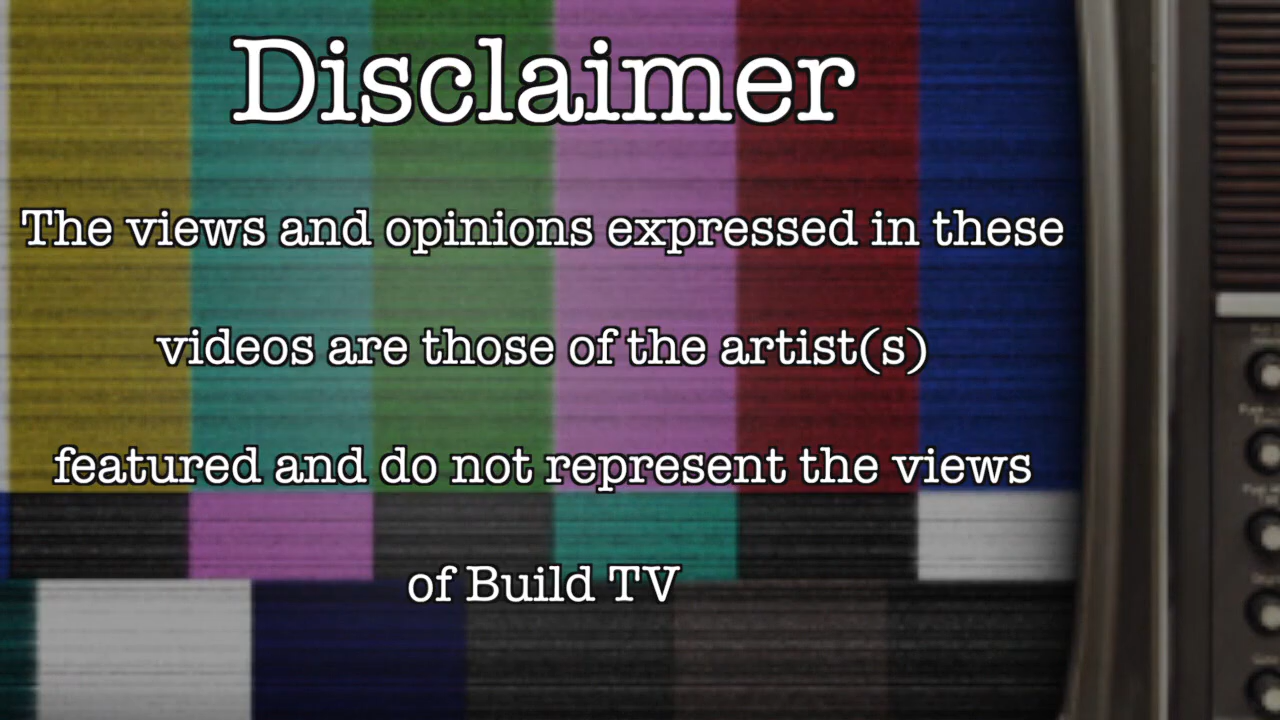 Disclaimer
The views and opinions expressed in these
videos are those of the artist(s)
featured and do not represent the views
of Build TV